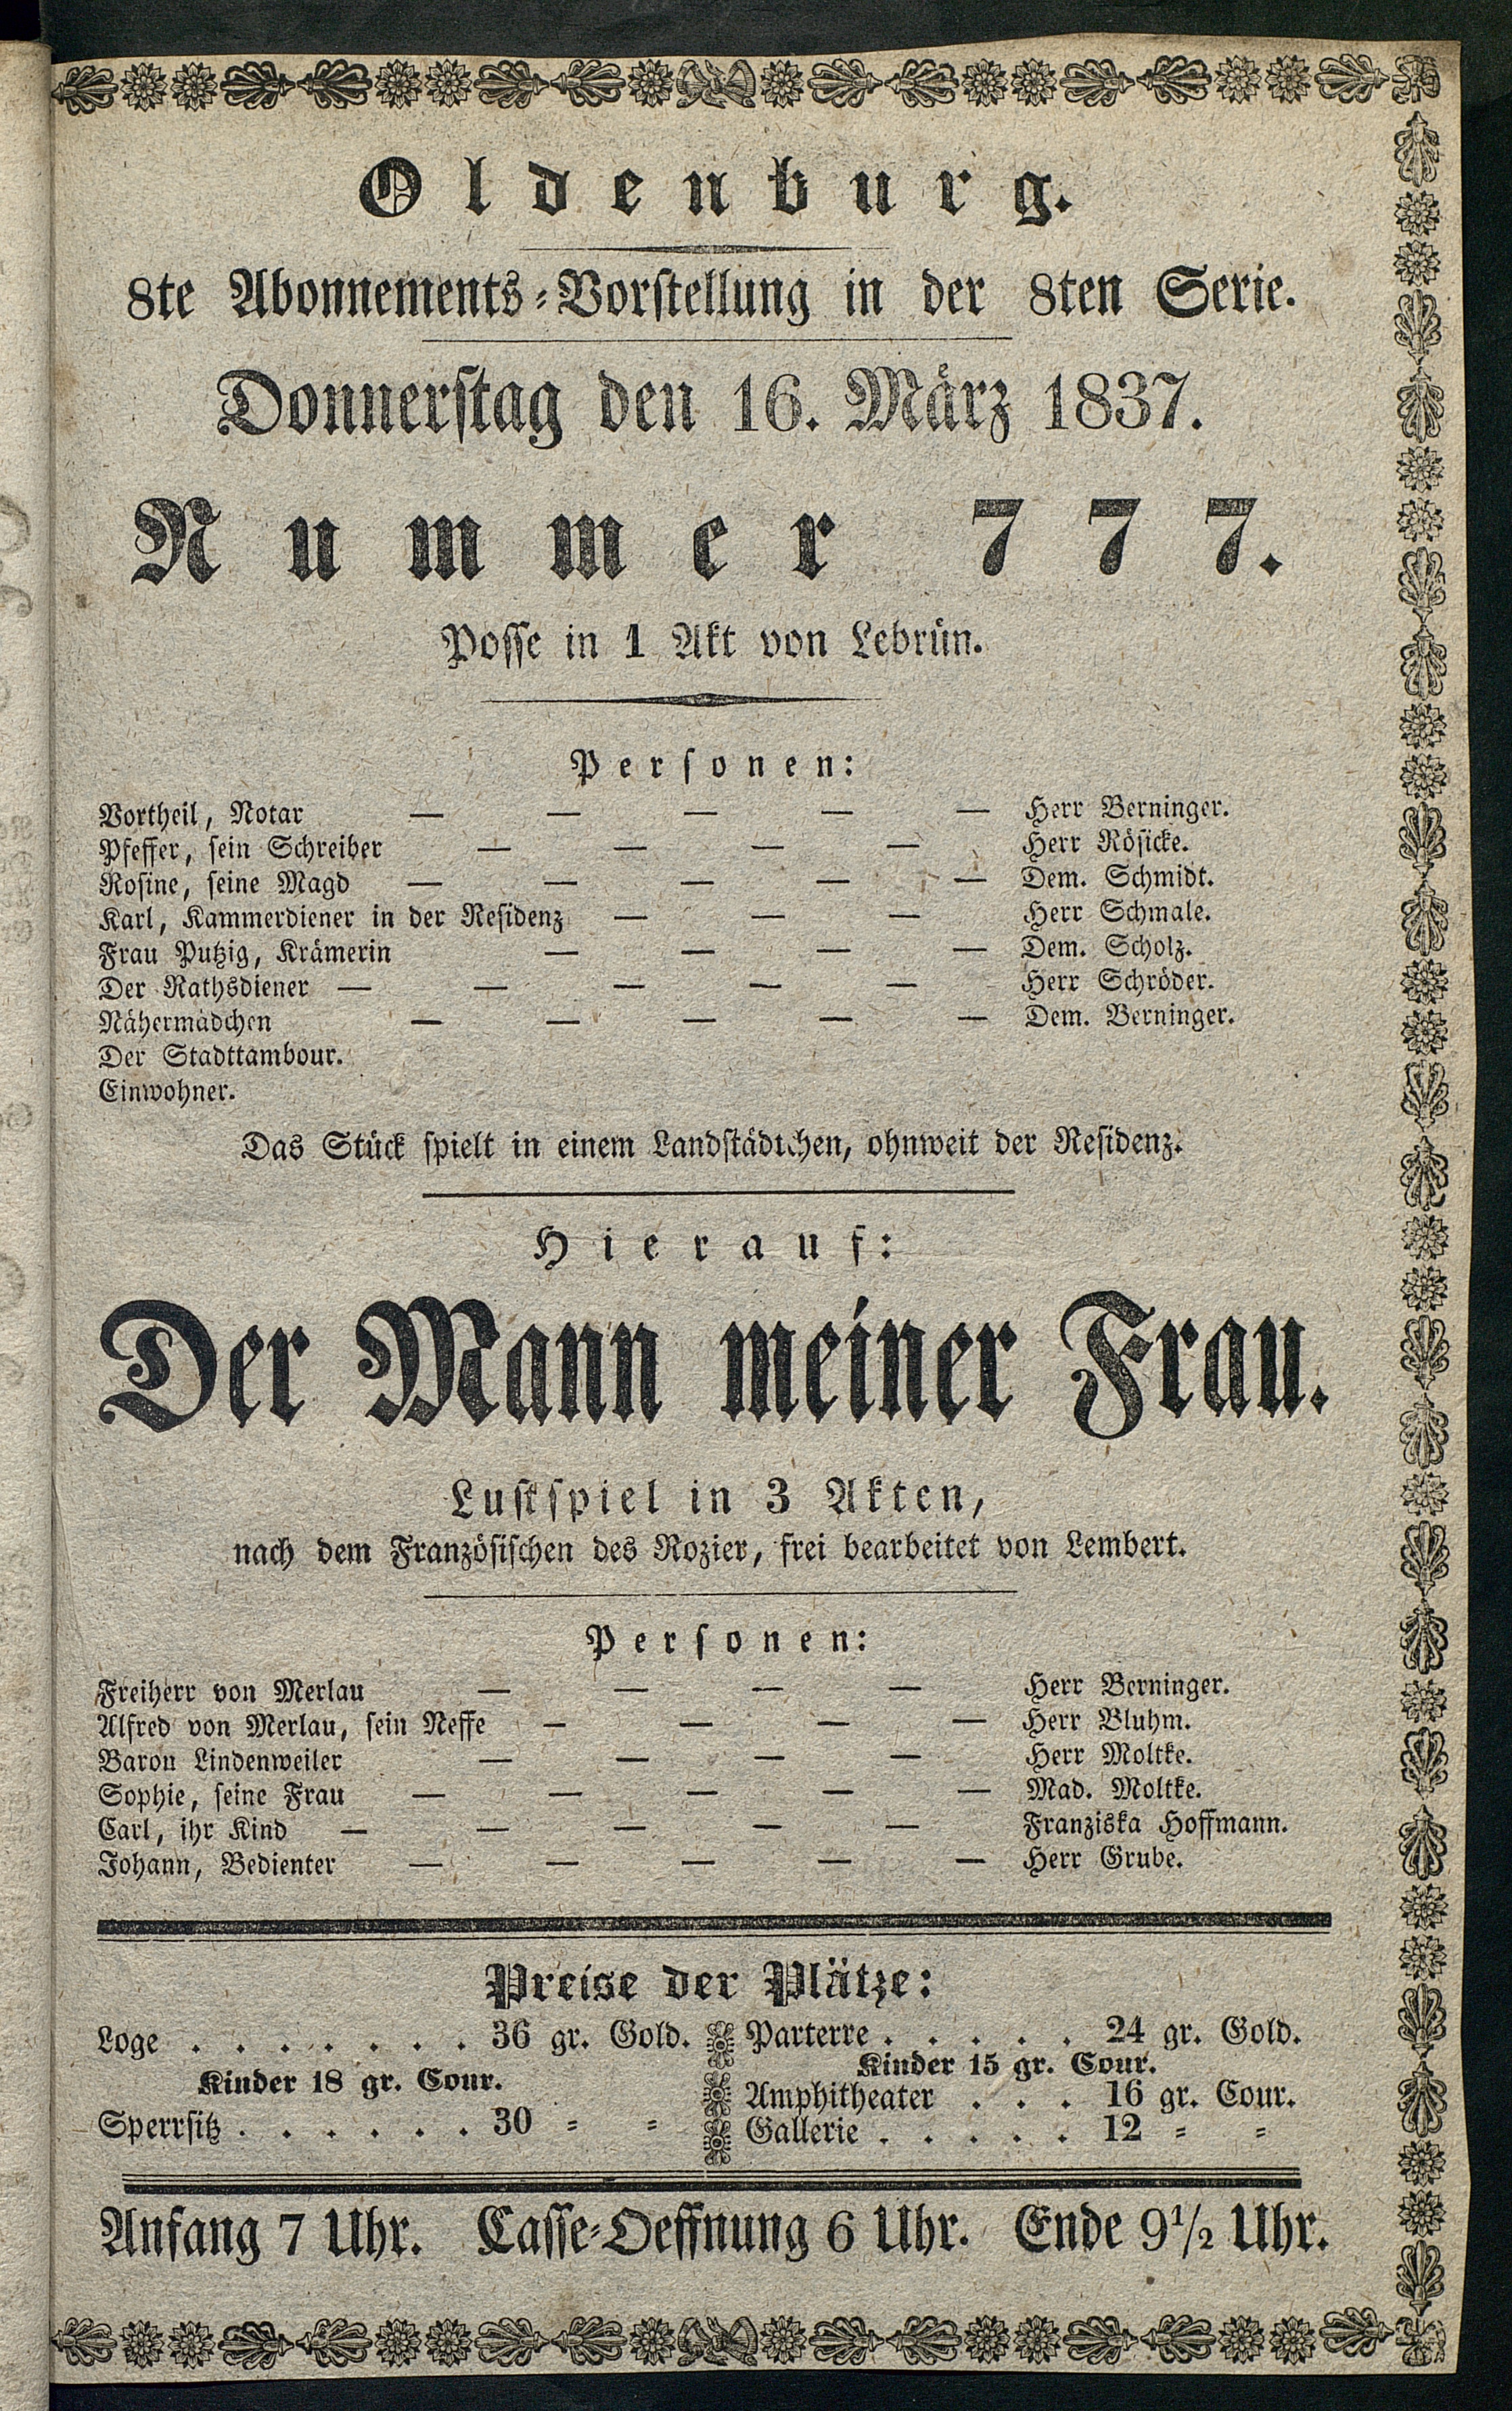 Oldenburg.
8te Abonnements-Vorstellung in der 8ten Serie.
Donnerstag den 16. März 1837.
Nummer 777.
Posse in 1 Akt von Lebrün.
Personen:
Vortheil, Notar — — — — — Herr Berninger.
Pfeffer, sein Schreiber — — — — Herr Rösicke.
Rosine, seine Magd — — — — — Dem. Schmidt.
Karl, Kammerdiener in der Residenz — — — Herr Schmale.
Frau Putzig, Krämerin — — — — Dem. Scholz.
Der Rathsdiener — — — — — Herr Schröder.
Nähermädchen — — — — — Dem. Berninger.
Der Stadttambour.
Einwohner.
Das Stück spielt in einem Landstädtchen, ohnweit der Residenz.
Hierauf:
Der Mann meiner Frau.
Lustspiel in 3 Akten,
nach dem Französischen des Rozier, frei bearbeitet von Lembert.
Personen:
Freiherr von Merlau — — — — Herr Berninger.
Alfred von Merlau, sein Neffe — — — — Herr Bluhm.
Baron Lindenweiler — — — — Herr Moltke.
Sophie, seine Frau — — — — — Mad. Moltke.
Carl, ihr Kind — — — — — Franziska Hoffmann.
Johann, Bedienter — — — — — Herr Grube.
Preise der Plätze:
Loge . . . . . . . 36 gr. Gold.
Kinder 18 gr. Cour.
Sperrsitz . . . . . . 30 = =
Parterre . . . . . 24 gr. Gold.
Kinder 15 gr. Cour.
Amphitheater . . . 16 gr. Cour.
Gallerie . . . . . 12 = =
Anfang 7 Uhr. Casse-Oeffnung 6 Uhr. Ende 9½ Uhr.